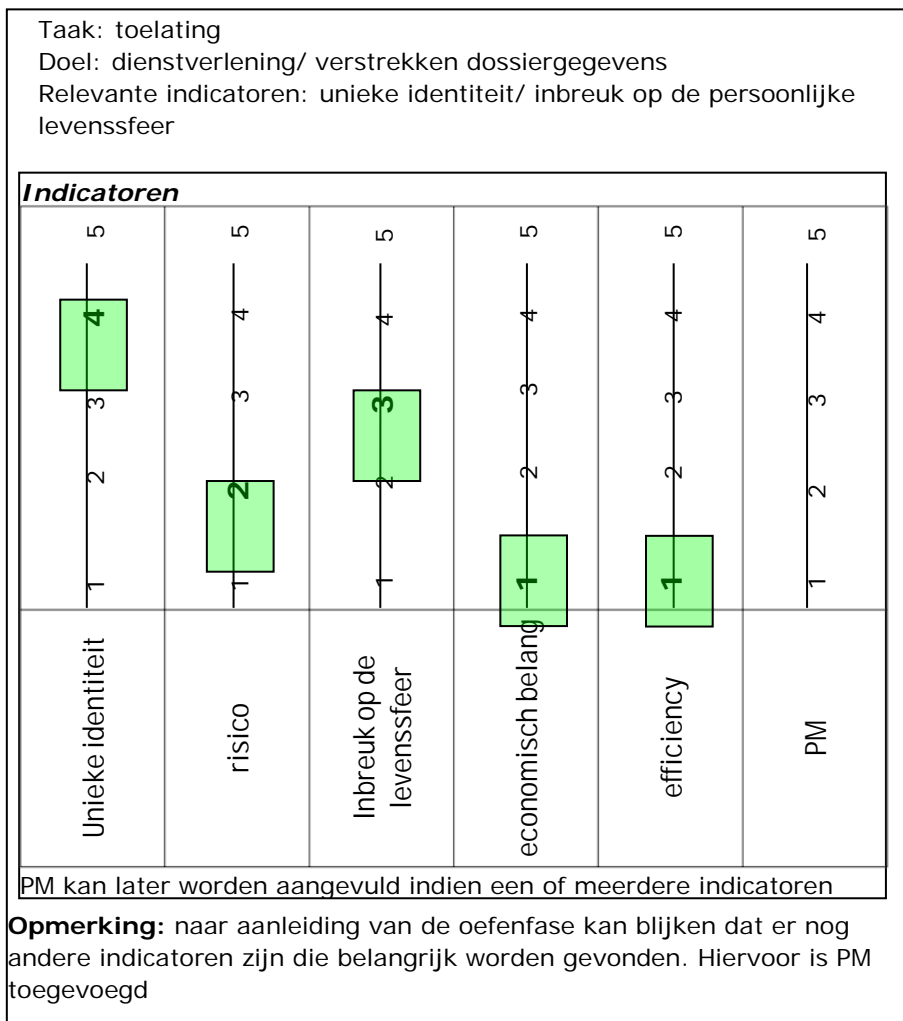 Taak: toelating
Doel: dienstverlening/ verstrekken dossiergegevens
Relevante indicatoren: unieke identiteit/ inbreuk op de persoonlijke
levenssfeer
Indicatoren
5 5 5 5 5 5
4 4 4 4 4 4
3 3 3 3 3 3
2 2 2 2 2 2
1 1 1 1 1 1
Unieke identiteit
risico
Inbreuk op de
levenssfeer
economisch belang
efficiency
PM
PM kan later worden aangevuld indien een of meerdere indicatoren
Opmerking: naar aanleiding van de oefenfase kan blijken dat er nog
andere indicatoren zijn die belangrijk worden gevonden. Hiervoor is PM
toegevoegd